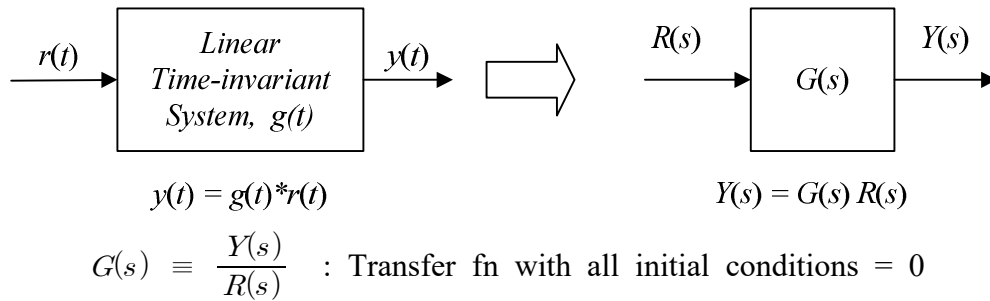 r(t)
Linear
Time-invariant
System, g(t)
y(t)
R(s)
G(s)
Y(s)
y(t) = g(t)*r(t)
Y(s) = G(s) R(s)
G(s) ≡ Y(s)/R(s) : Transfer fn with all initial conditions = 0